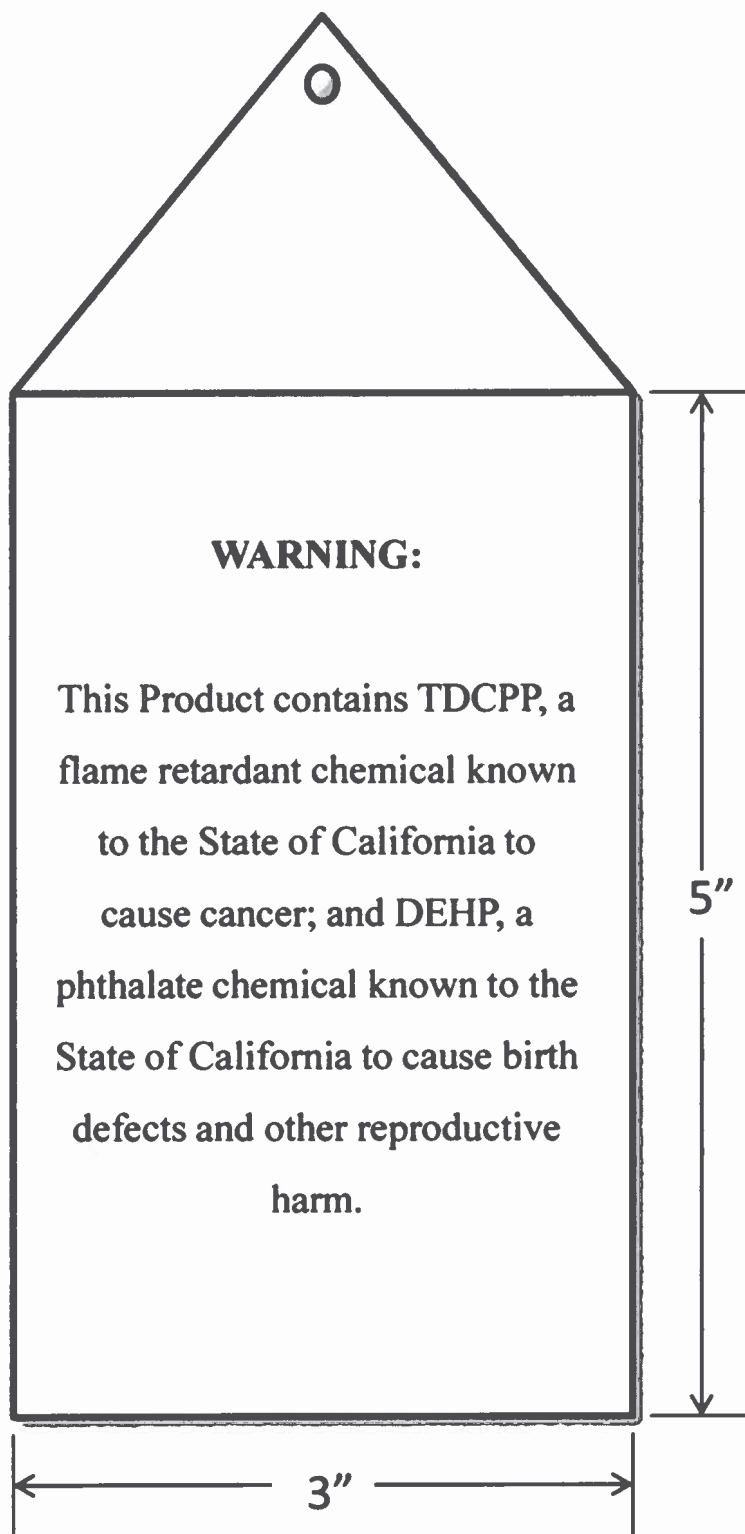 WARNING:
This Product contains TDCPP, a
flame retardant chemical known
to the State of California to
cause cancer; and DEHP, a
phthalate chemical known to the
State of California to cause birth
defects and other reproductive
harm.
5"
3"